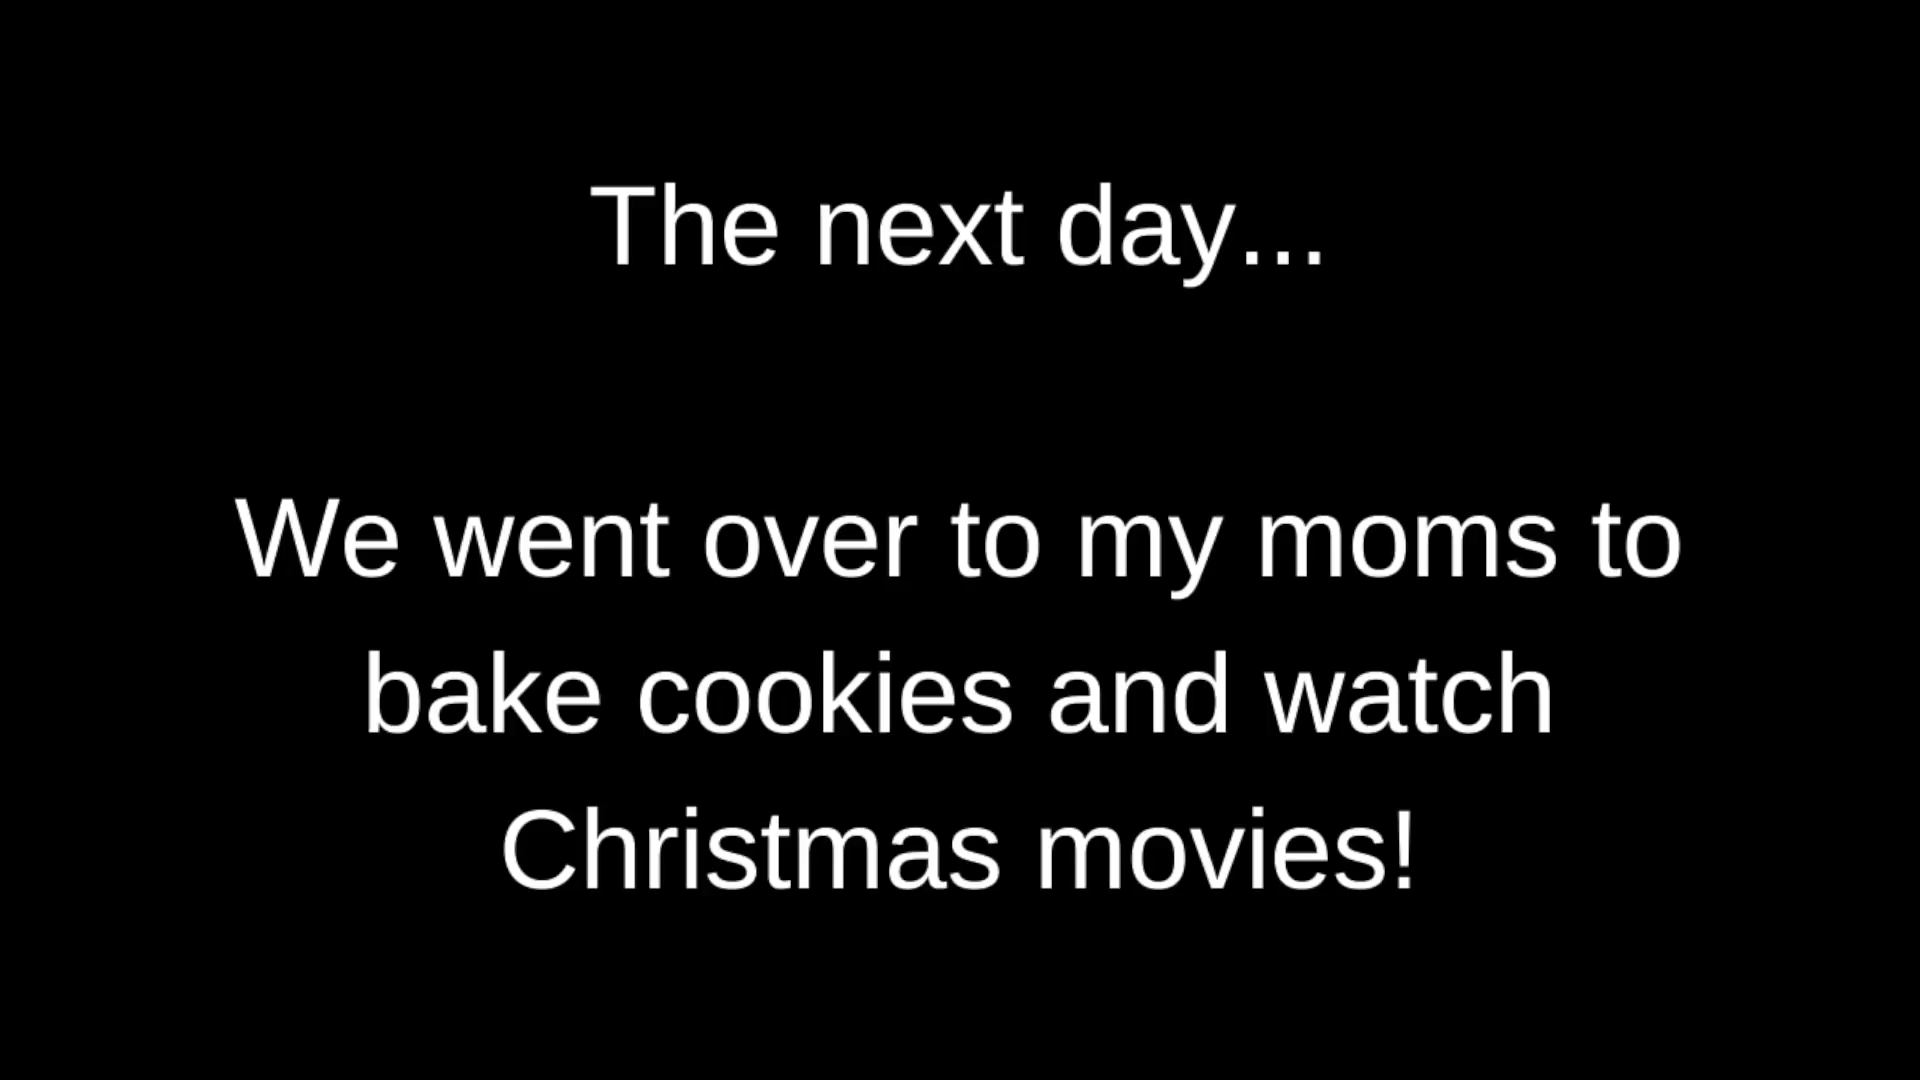 The next day...
We went over to my moms to
bake cookies and watch
Christmas movies!